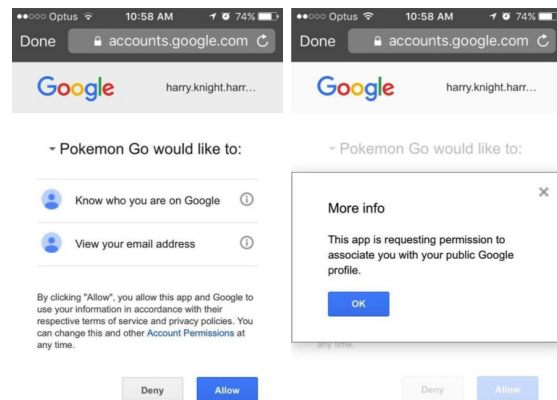 ●●○○○ Optus 10:58 AM 74%
Done accounts.google.com
Google harry.knight.harr...
Pokemon Go would like to:
Know who you are on Google
View your email address
By clicking "Allow", you allow this app and Google to
use your information in accordance with their
respective terms of service and privacy policies. You
can change this and other Account Permissions at
any time.
Deny Allow
●●○○○ Optus 10:58 AM 74%
Done accounts.google.com
Google harry.knight.harr...
Pokemon Go would like to:
More info
This app is requesting permission to
associate you with your public Google
profile.
OK
any time.
Deny Allow